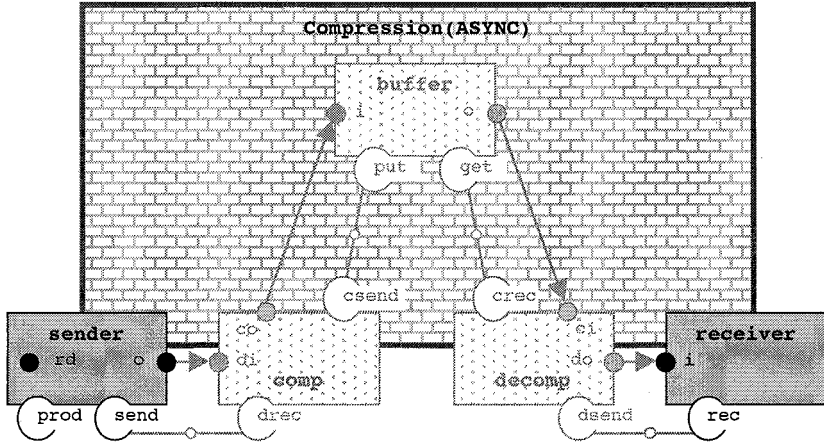 Compression(ASYNC)
buffer
i o
put get
csend crec
sender co ci receiver
rd o di do i
comp decomp
prod send drec dsend rec